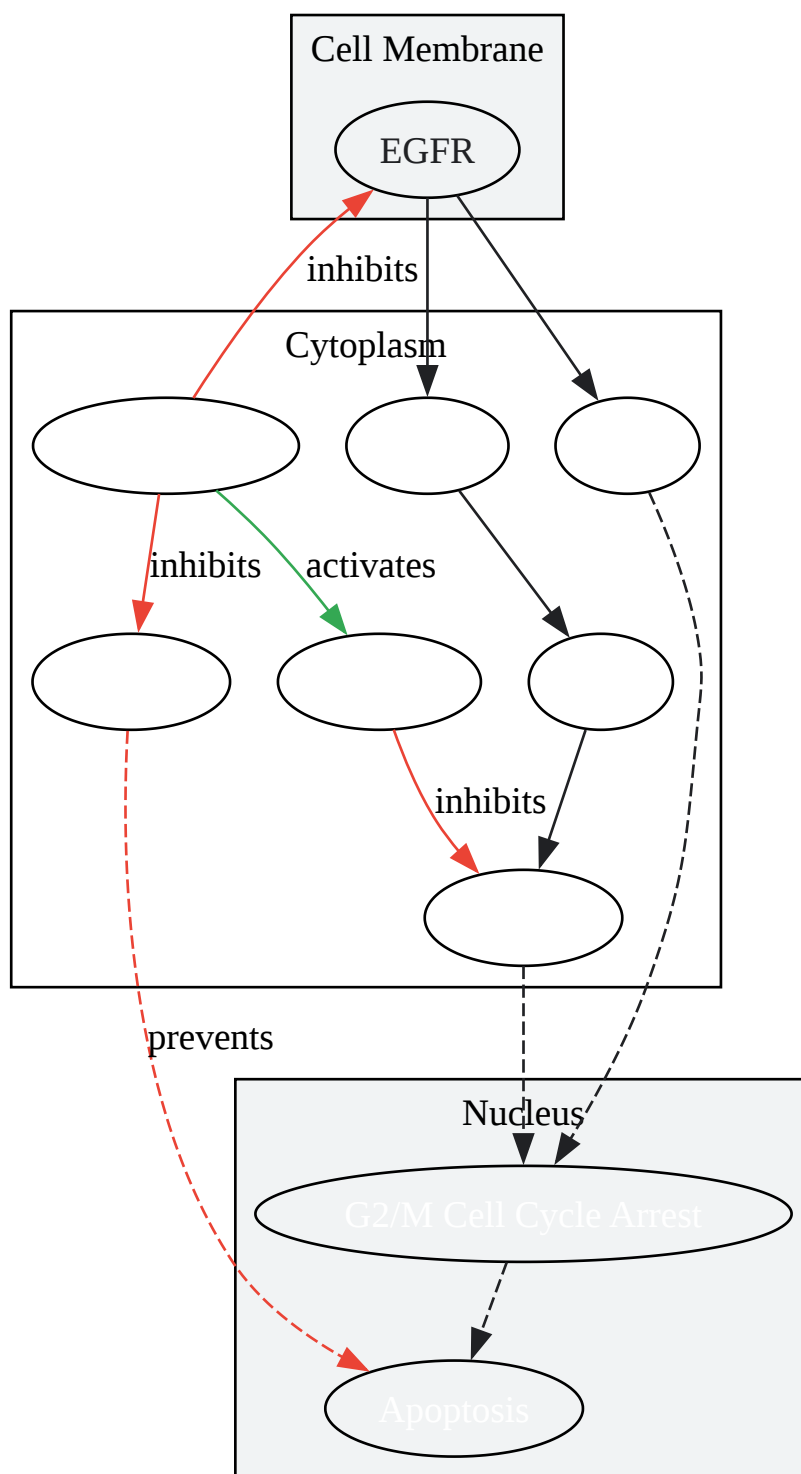 Cell Membrane
EGFR
inhibits
Cytoplasm
inhibits
activates
inhibits
prevents
Nucleus
G2/M Cell Cycle Arrest
Apoptosis